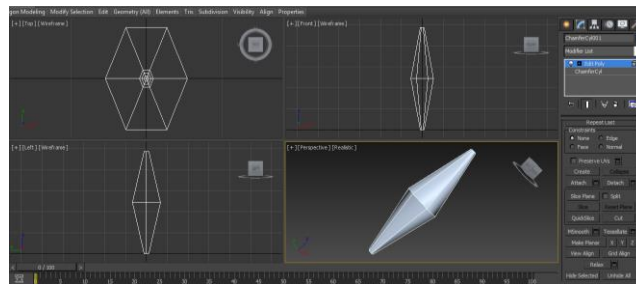 gon Modeling Modify Selection Edit Geometry (All) Elements Tris Subdivision Visibility Align Properties
[+] [Top] [Wireframe]
[+] [Front] [Wireframe]
[+] [Left] [Wireframe]
[+] [Perspective] [Realistic]
0 / 100
ChamferCyl001
Modifier List
Edit Poly
ChamferCyl
Repeat Last
Constraints
None Edge
Face Normal
Preserve UVs
Create Collapse
Attach Detach
Slice Plane Split
Slice Reset Plane
QuickSlice Cut
MSmooth Tessellate
Make Planar X Y Z
View Align Grid Align
Relax
Hide Selected Unhide All